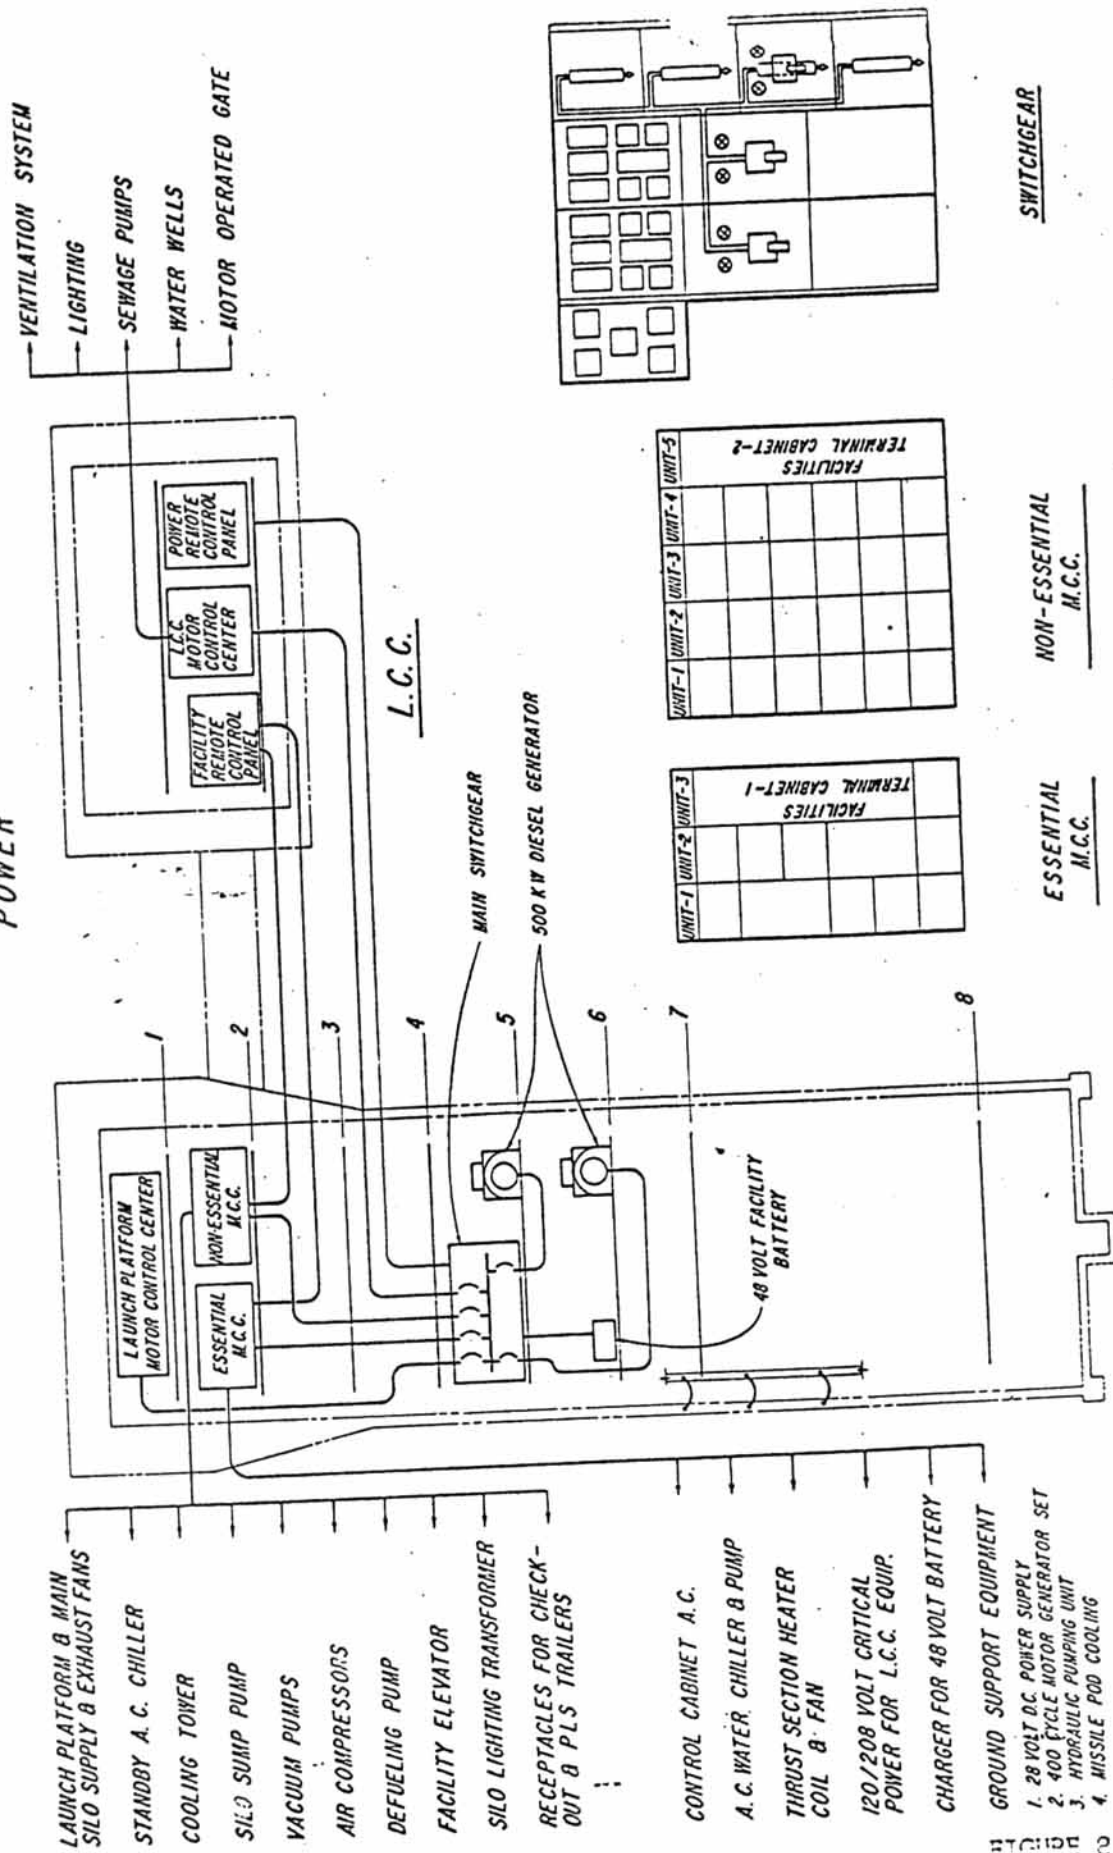 POWER
VENTILATION SYSTEM
LIGHTING
SEWAGE PUMPS
WATER WELLS
MOTOR OPERATED GATE
FACILITY
REMOTE
CONTROL
PANEL
L.C.C.
MOTOR
CONTROL
CENTER
POWER
REMOTE
CONTROL
PANEL
L.C.C.
LAUNCH PLATFORM
MOTOR CONTROL CENTER
ESSENTIAL
M.C.C.
NON-ESSENTIAL
M.C.C.
1
2
3
4
5
6
7
8
MAIN SWITCHGEAR
500 KW DIESEL GENERATOR
48 VOLT FACILITY
BATTERY
LAUNCH PLATFORM & MAIN
SILO SUPPLY & EXHAUST FANS
STANDBY A.C. CHILLER
COOLING TOWER
SILO SUMP PUMP
VACUUM PUMPS
AIR COMPRESSORS
DEFUELING PUMP
FACILITY ELEVATOR
SILO LIGHTING TRANSFORMER
RECEPTACLES FOR CHECK-
OUT & PLS TRAILERS
CONTROL CABINET A.C.
A.C. WATER CHILLER & PUMP
THRUST SECTION HEATER
COIL & FAN
120/208 VOLT CRITICAL
POWER FOR L.C.C. EQUIP.
CHARGER FOR 48 VOLT BATTERY
GROUND SUPPORT EQUIPMENT
1. 28 VOLT D.C. POWER SUPPLY
2. 400 CYCLE MOTOR GENERATOR SET
3. HYDRAULIC PUMPING UNIT
4. MISSILE POD COOLING
UNIT-1 UNIT-2 UNIT-3
FACILITIES
TERMINAL CABINET-1
ESSENTIAL
M.C.C.
UNIT-1 UNIT-2 UNIT-3 UNIT-4 UNIT-5
FACILITIES
TERMINAL CABINET-2
NON-ESSENTIAL
M.C.C.
SWITCHGEAR